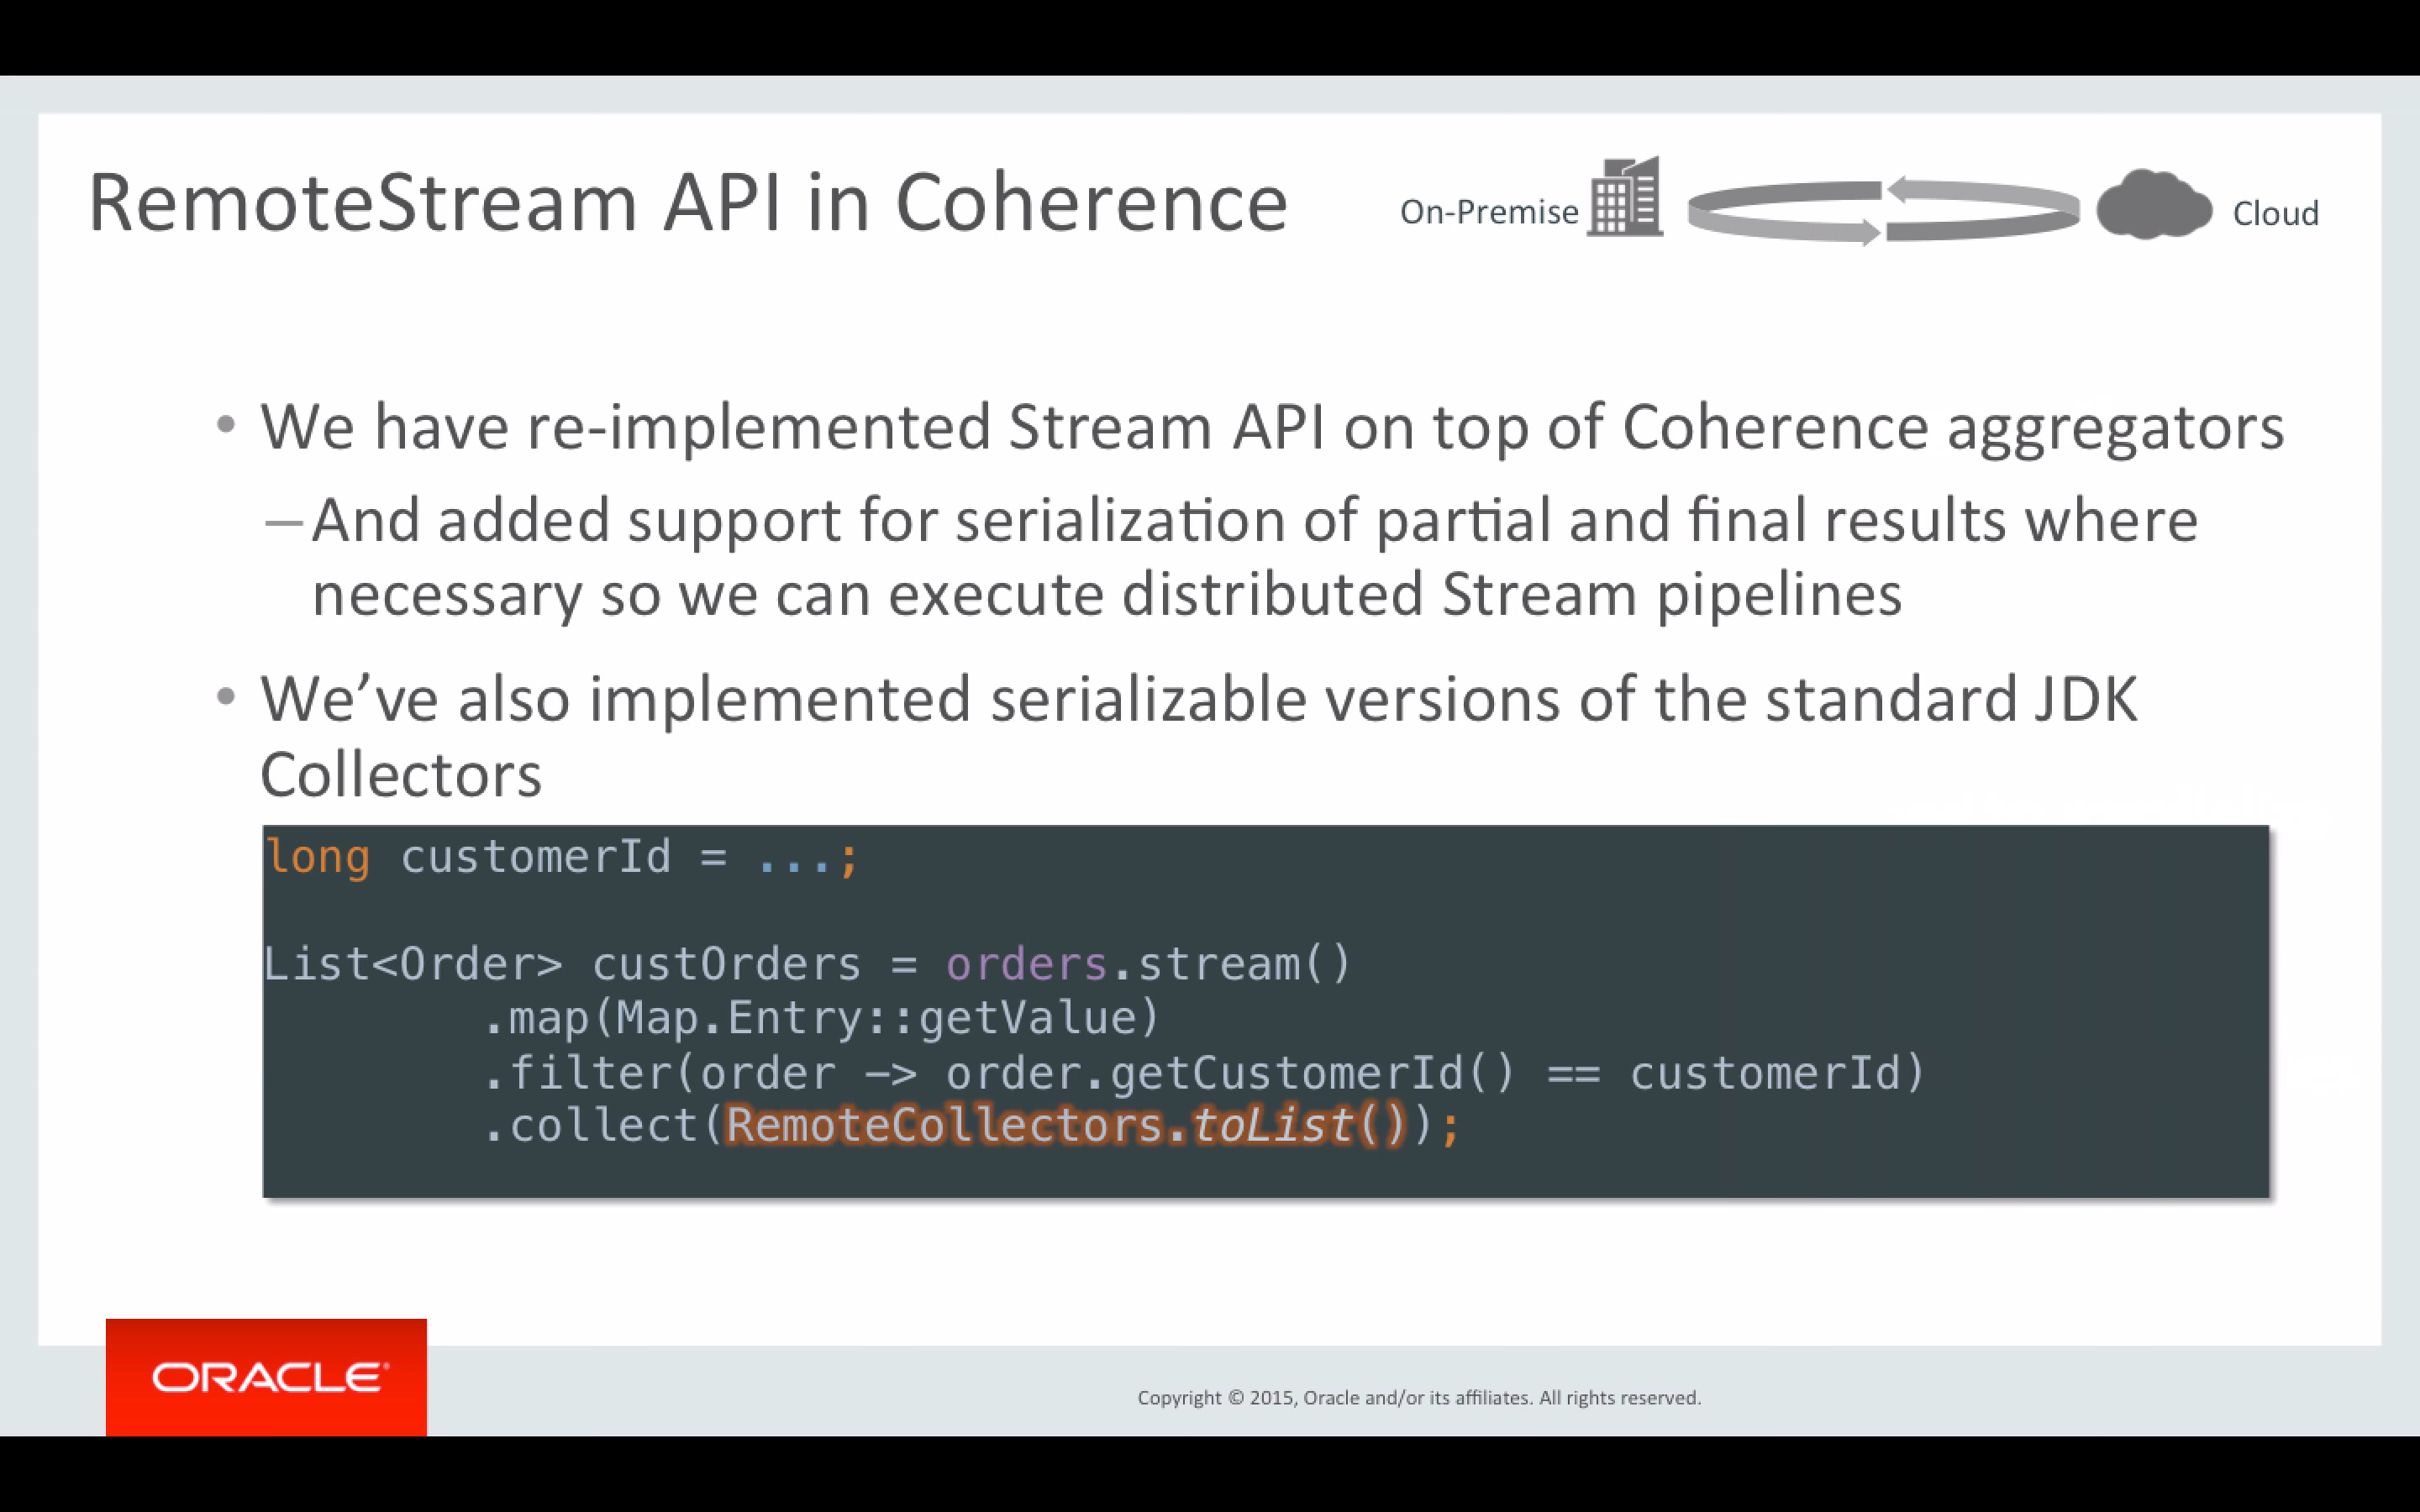 RemoteStream API in Coherence
On-Premise
Cloud
• We have re-implemented Stream API on top of Coherence aggregators
–And added support for serialization of partial and final results where
necessary so we can execute distributed Stream pipelines
• We’ve also implemented serializable versions of the standard JDK
Collectors
long customerId = ...;
List<Order> custOrders = orders.stream()
.map(Map.Entry::getValue)
.filter(order –> order.getCustomerId() == customerId)
.collect(RemoteCollectors.toList());
ORACLE®
Copyright © 2015, Oracle and/or its affiliates. All rights reserved.